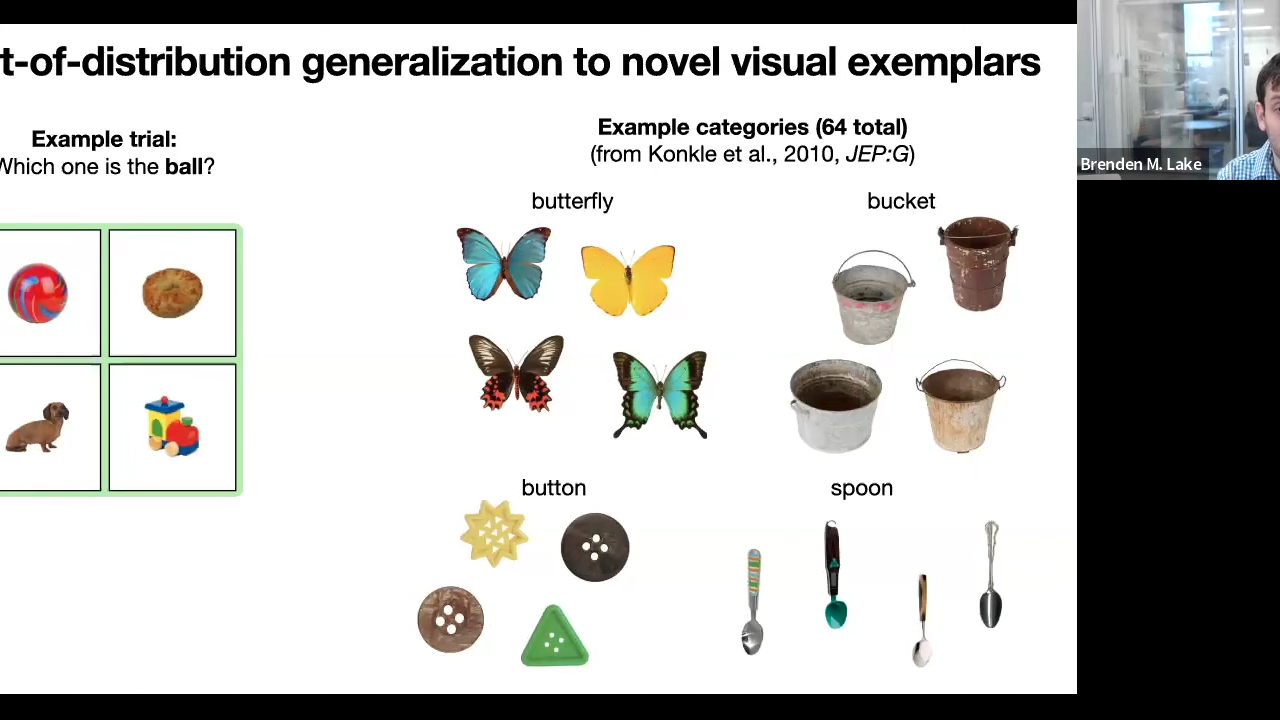 t-of-distribution generalization to novel visual exemplars
Example trial:
Which one is the ball?
Example categories (64 total)
(from Konkle et al., 2010, JEP:G)
butterfly
bucket
button
spoon
Brenden M. Lake